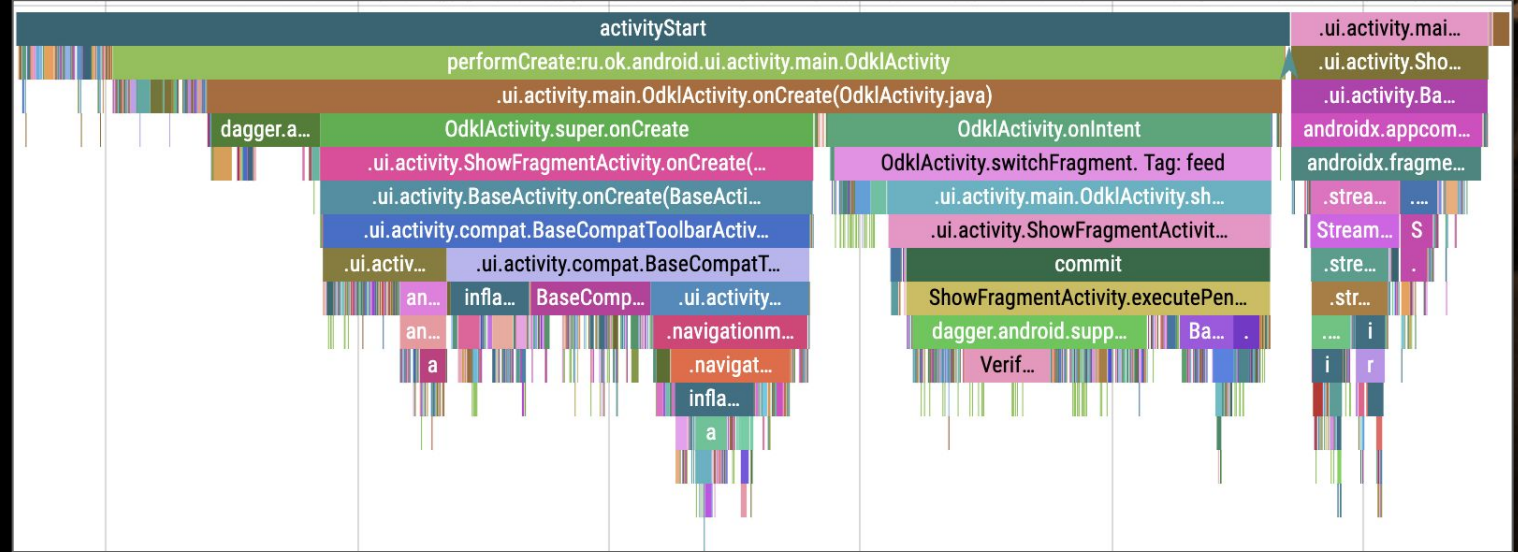 activityStart .ui.activity.mai…
performCreate:ru.ok.android.ui.activity.main.OdklActivity .ui.activity.Sho…
.ui.activity.main.OdklActivity.onCreate(OdklActivity.java) .ui.activity.Ba…
dagger.a… OdklActivity.super.onCreate OdklActivity.onIntent androidx.appcom…
.ui.activity.ShowFragmentActivity.onCreate(… OdklActivity.switchFragment. Tag: feed androidx.fragme…
.ui.activity.BaseActivity.onCreate(BaseActi… .ui.activity.main.OdklActivity.sh… .strea… .…
.ui.activity.compat.BaseCompatToolbarActiv… .ui.activity.ShowFragmentActivit… Stream… S
.ui.activ… .ui.activity.compat.BaseCompatT… commit .stre… .
an… infla… BaseComp… .ui.activity… ShowFragmentActivity.executePen… .str…
an… .navigationm… dagger.android.supp… Ba… . .… i
a .navigat… Verif… i r
infla…
a